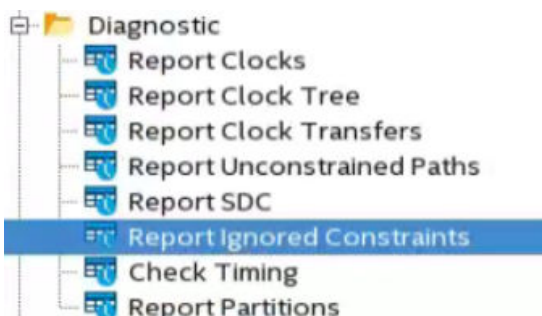 Diagnostic
Report Clocks
Report Clock Tree
Report Clock Transfers
Report Unconstrained Paths
Report SDC
Report Ignored Constraints
Check Timing
Report Partitions